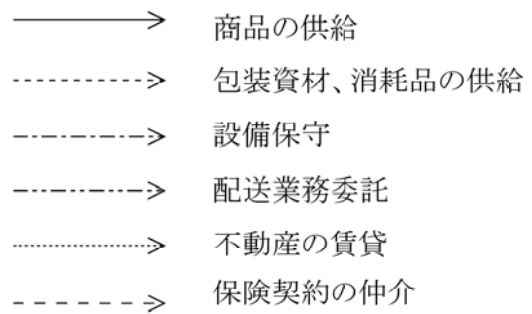 商品の供給
包装資材、消耗品の供給
設備保守
配送業務委託
不動産の賃貸
保険契約の仲介